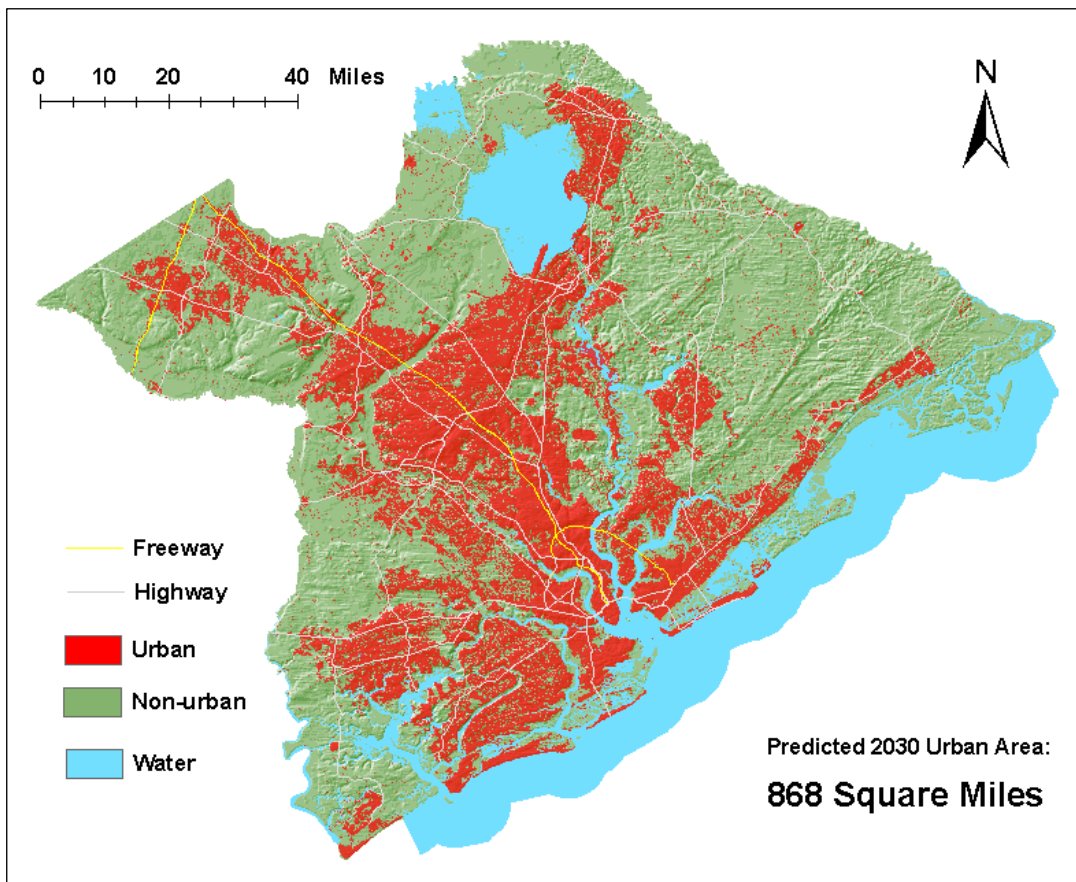 0 10 20 40 Miles
N
Freeway
Highway
Urban
Non-urban
Water
Predicted 2030 Urban Area:
868 Square Miles